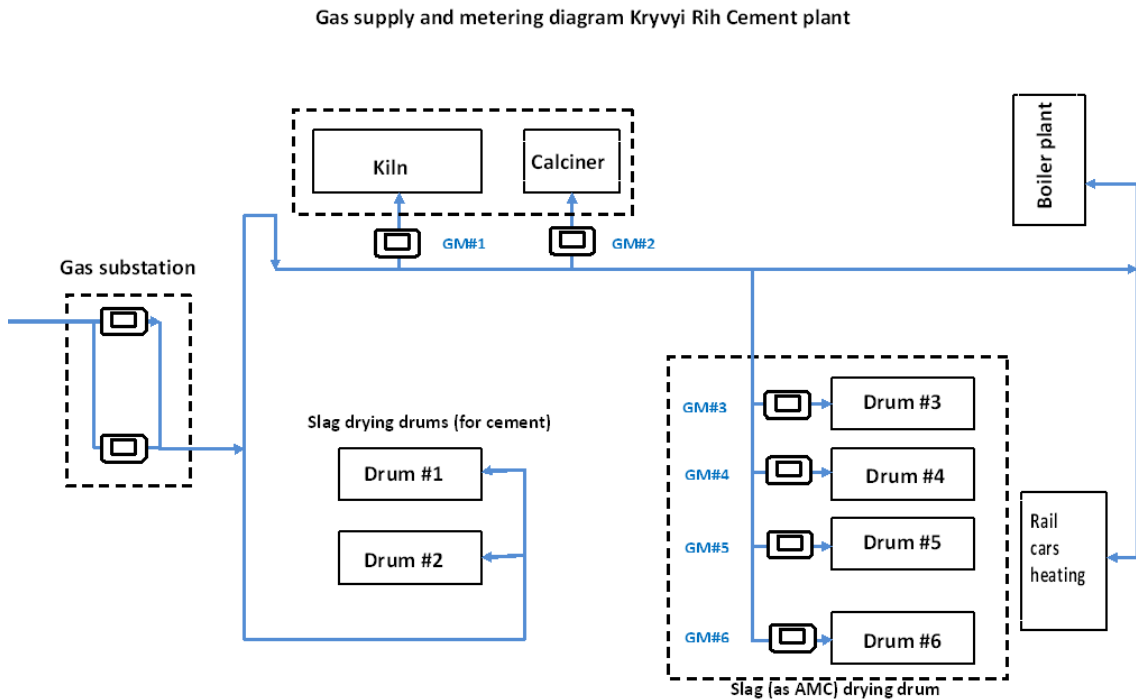 Gas supply and metering diagram Kryvyi Rih Cement plant
Kiln
Calciner
Boiler plant
GM#1
GM#2
Gas substation
Slag drying drums (for cement)
Drum #1
Drum #2
GM#3
Drum #3
GM#4
Drum #4
GM#5
Drum #5
GM#6
Drum #6
Rail
cars
heating
Slag (as AMC) drying drum